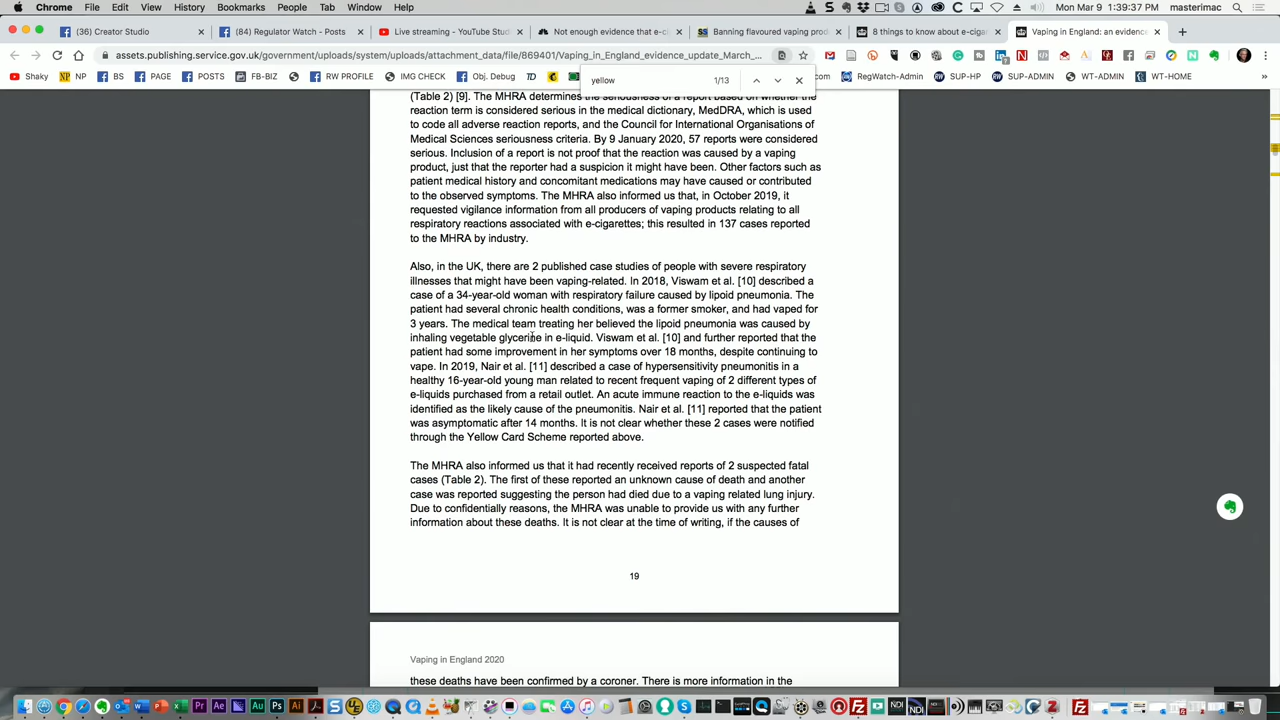 Chrome File Edit View History Bookmarks People Tab Window Help Mon Mar 9 1:09:37 PM masterimac
(36) Creator Studio (84) Regulator Watch - Posts Live streaming - YouTube Stu Not enough evidence that e-c Banning flavoured vaping prod 8 things to know about e-cigar Vaping in England: an evidenc
assets.publishing.service.gov.uk/government/uploads/system/uploads/attachment_data/file/869401/Vaping_in_England_evidence_update_March_...
Shaky NP BS PAGE POSTS FB-BIZ RW PROFILE IMG CHECK Obj. Debug TD .com RegWatch-Admin SUP-HP SUP-ADMIN WT-ADMIN WT-HOME
yellow 1/13
(Table 2) [9]. The MHRA determines the seriousness of a report based on whether the
reaction term is considered serious in the medical dictionary, MedDRA, which is used
to code all adverse reaction reports, and the Council for International Organisations of
Medical Sciences seriousness criteria. By 9 January 2020, 57 reports were considered
serious. Inclusion of a report is not proof that the reaction was caused by a vaping
product, just that the reporter had a suspicion it might have been. Other factors such as
patient medical history and concomitant medications may have caused or contributed
to the observed symptoms. The MHRA also informed us that, in October 2019, it
requested vigilance information from all producers of vaping products relating to all
respiratory reactions associated with e-cigarettes; this resulted in 137 cases reported
to the MHRA by industry.
Also, in the UK, there are 2 published case studies of people with severe respiratory
illnesses that might have been vaping-related. In 2018, Viswam et al. [10] described a
case of a 34-year-old woman with respiratory failure caused by lipoid pneumonia. The
patient had several chronic health conditions, was a former smoker, and had vaped for
3 years. The medical team treating her believed the lipoid pneumonia was caused by
inhaling vegetable glycerine in e-liquid. Viswam et al. [10] and further reported that the
patient had some improvement in her symptoms over 18 months, despite continuing to
vape. In 2019, Nair et al. [11] described a case of hypersensitivity pneumonitis in a
healthy 16-year-old young man related to recent frequent vaping of 2 different types of
e-liquids purchased from a retail outlet. An acute immune reaction to the e-liquids was
identified as the likely cause of the pneumonitis. Nair et al. [11] reported that the patient
was asymptomatic after 14 months. It is not clear whether these 2 cases were notified
through the Yellow Card Scheme reported above.
The MHRA also informed us that it had recently received reports of 2 suspected fatal
cases (Table 2). The first of these reported an unknown cause of death and another
case was reported suggesting the person had died due to a vaping related lung injury.
Due to confidentially reasons, the MHRA was unable to provide us with any further
information about these deaths. It is not clear at the time of writing, if the causes of
19
Vaping in England 2020
these deaths have been confirmed by a coroner. There is more information in the